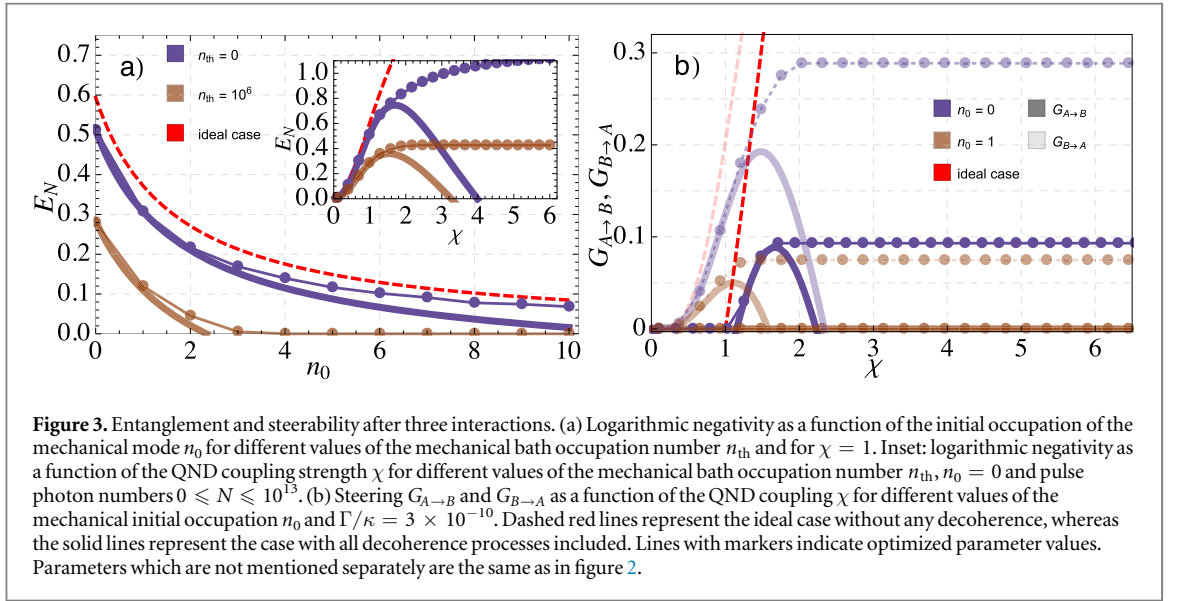 0.7
0.6
0.5
0.4
0.3
0.2
0.1
0.0
E_N
0 2 4 6 8 10
n_0
a)
n_th = 0
n_th = 10^6
ideal case
1.0
0.8
0.6
0.4
0.2
0.0
E_N
0 1 2 3 4 5 6
χ
b)
0.3
0.2
0.1
0
G_{A→B}, G_{B→A}
0 1 2 3 4 5 6
χ
n_0 = 0 G_{A→B}
n_0 = 1 G_{B→A}
ideal case
Figure 3. Entanglement and steerability after three interactions. (a) Logarithmic negativity as a function of the initial occupation of the
mechanical mode n_0 for different values of the mechanical bath occupation number n_th and for χ = 1. Inset: logarithmic negativity as
a function of the QND coupling strength χ for different values of the mechanical bath occupation number n_th, n_0 = 0 and pulse
photon numbers 0 ⩽ N ⩽ 10^13. (b) Steering G_{A→B} and G_{B→A} as a function of the QND coupling χ for different values of the
mechanical initial occupation n_0 and Γ/κ = 3 × 10^−10. Dashed red lines represent the ideal case without any decoherence, whereas
the solid lines represent the case with all decoherence processes included. Lines with markers indicate optimized parameter values.
Parameters which are not mentioned separately are the same as in figure 2.